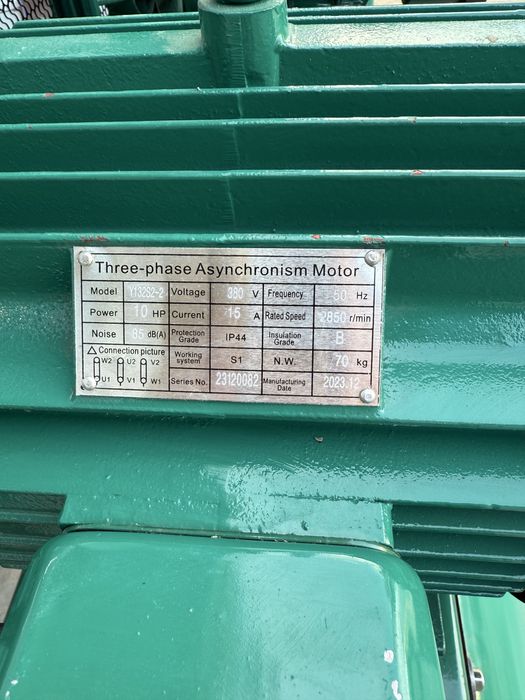 Three-phase Asynchronism Motor
Model Y132S2-2 Voltage 380 V Frequency 50 Hz
Power 10 HP Current 15 A Rated Speed 2850 r/min
Noise 85 dB(A) Protection Grade IP44 Insulation Grade B
△ Connection picture Working system S1 N.W. 70 kg
W2 U2 V2
U1 V1 W1 Series No. 23120082 Manufacturing Date 2023.12